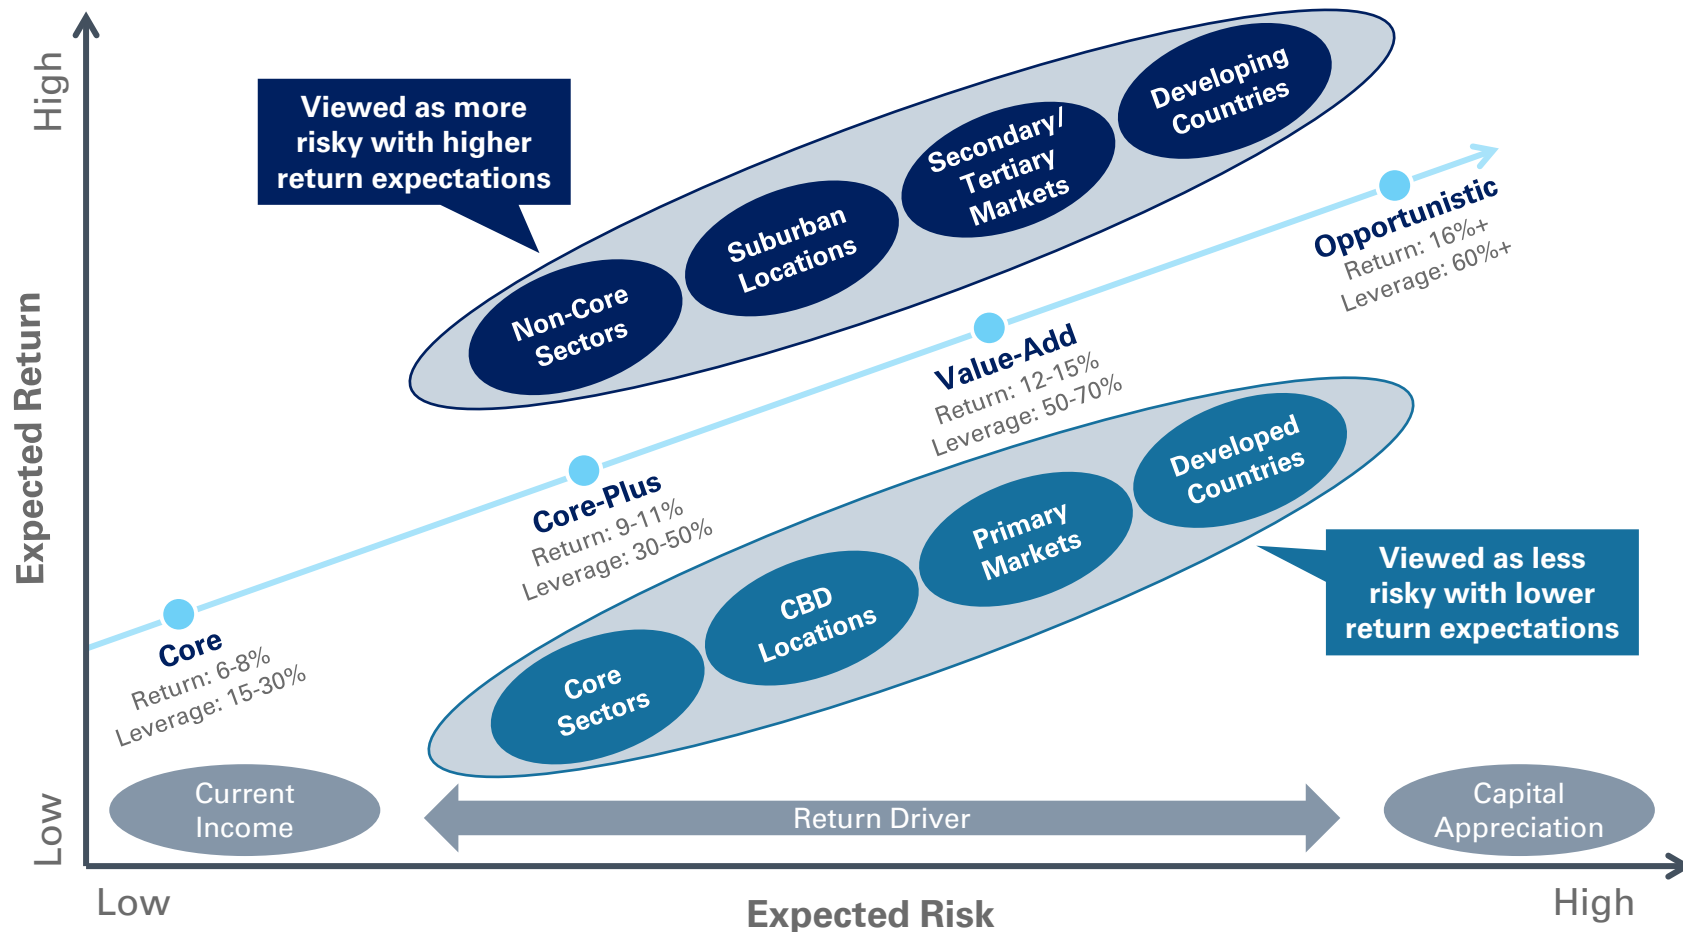 High
Expected Return
Low
Viewed as more
risky with higher
return expectations
Non-Core
Sectors
Suburban
Locations
Secondary/
Tertiary
Markets
Developing
Countries
Core
Return: 6-8%
Leverage: 15-30%
Core-Plus
Return: 9-11%
Leverage: 30-50%
Value-Add
Return: 12-15%
Leverage: 50-70%
Opportunistic
Return: 16%+
Leverage: 60%+
Core
Sectors
CBD
Locations
Primary
Markets
Developed
Countries
Viewed as less
risky with lower
return expectations
Current
Income
Return Driver
Capital
Appreciation
Low
Expected Risk
High